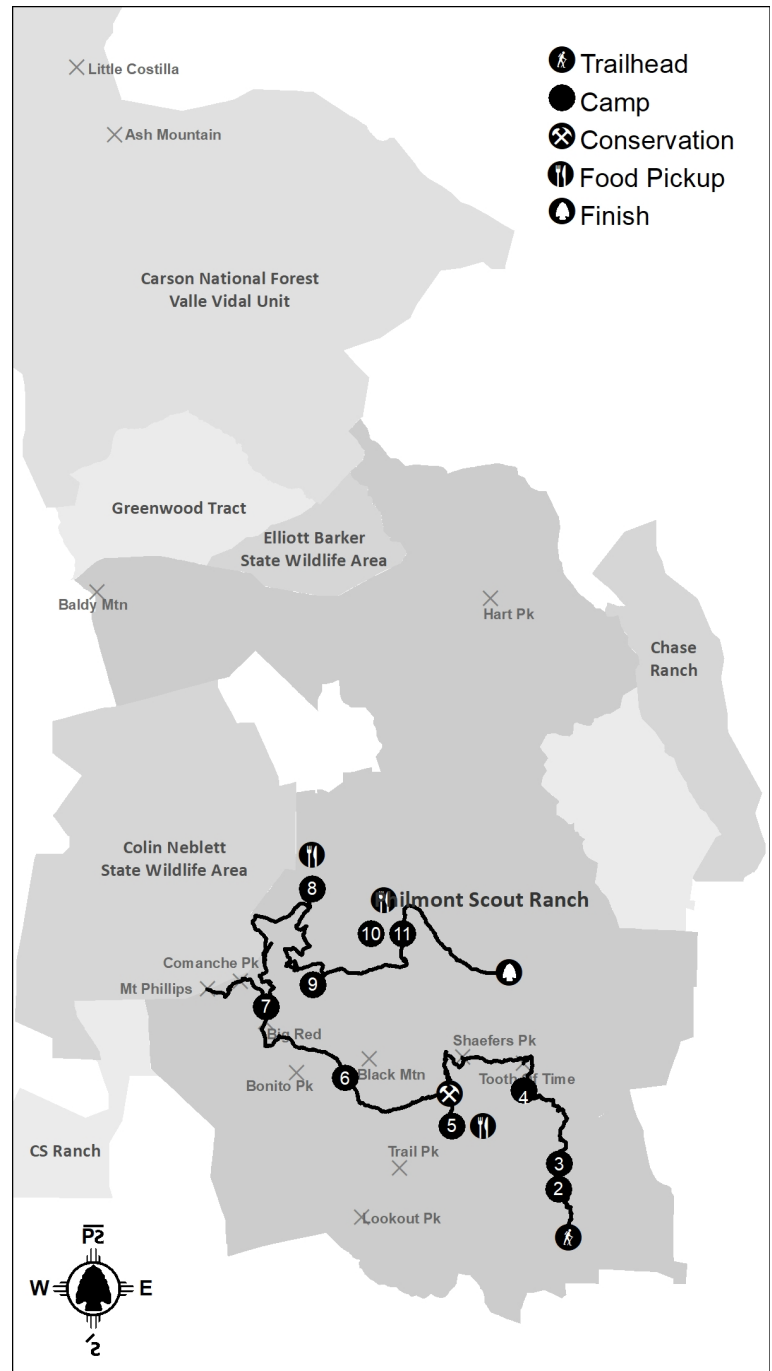 Little Costilla
Ash Mountain
Trailhead
Camp
Conservation
Food Pickup
Finish
Carson National Forest
Valle Vidal Unit
Greenwood Tract
Elliott Barker
State Wildlife Area
Baldy Mtn
Hart Pk
Chase
Ranch
Colin Neblett
State Wildlife Area
8
Philmont Scout Ranch
10
11
Comanche Pk
9
Mt Phillips
7
Big Red
Shaefers Pk
Black Mtn
6
Bonito Pk
Tooth Of Time
4
5
CS Ranch
Trail Pk
3
2
Lookout Pk
W
E